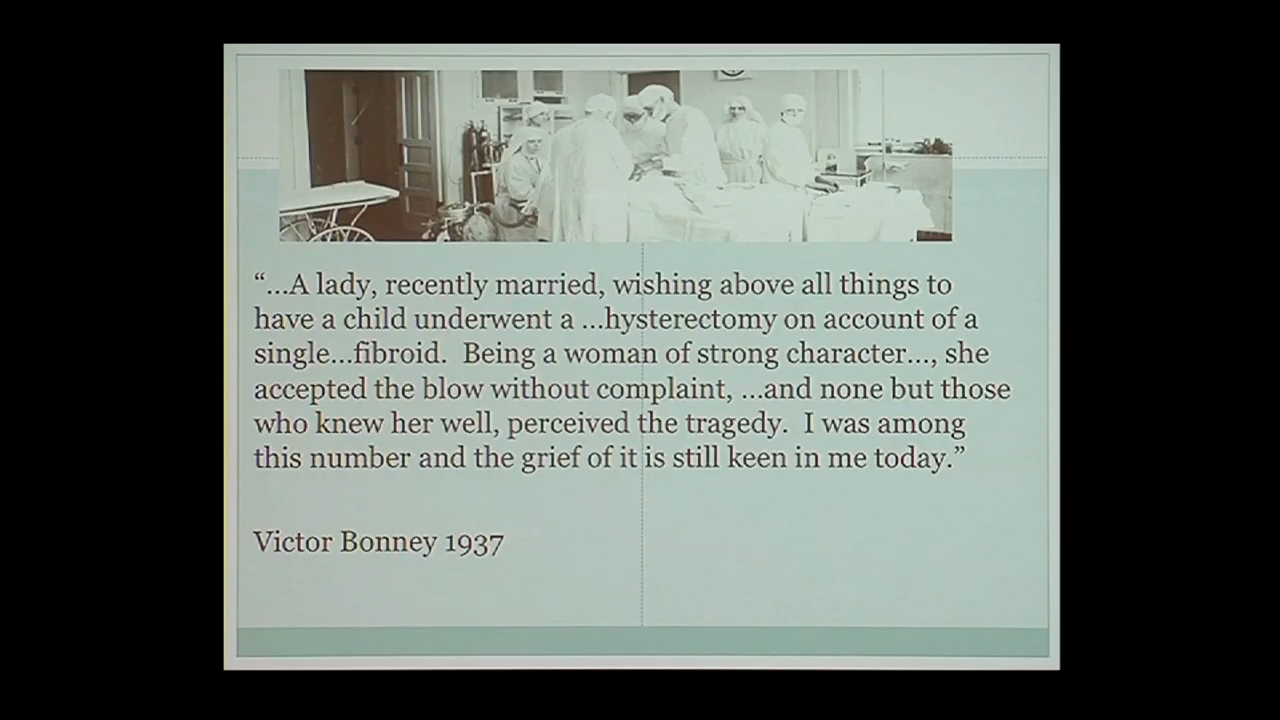 “...A lady, recently married, wishing above all things to
have a child underwent a ...hysterectomy on account of a
single...fibroid.  Being a woman of strong character..., she
accepted the blow without complaint, ...and none but those
who knew her well, perceived the tragedy.  I was among
this number and the grief of it is still keen in me today.”
Victor Bonney 1937